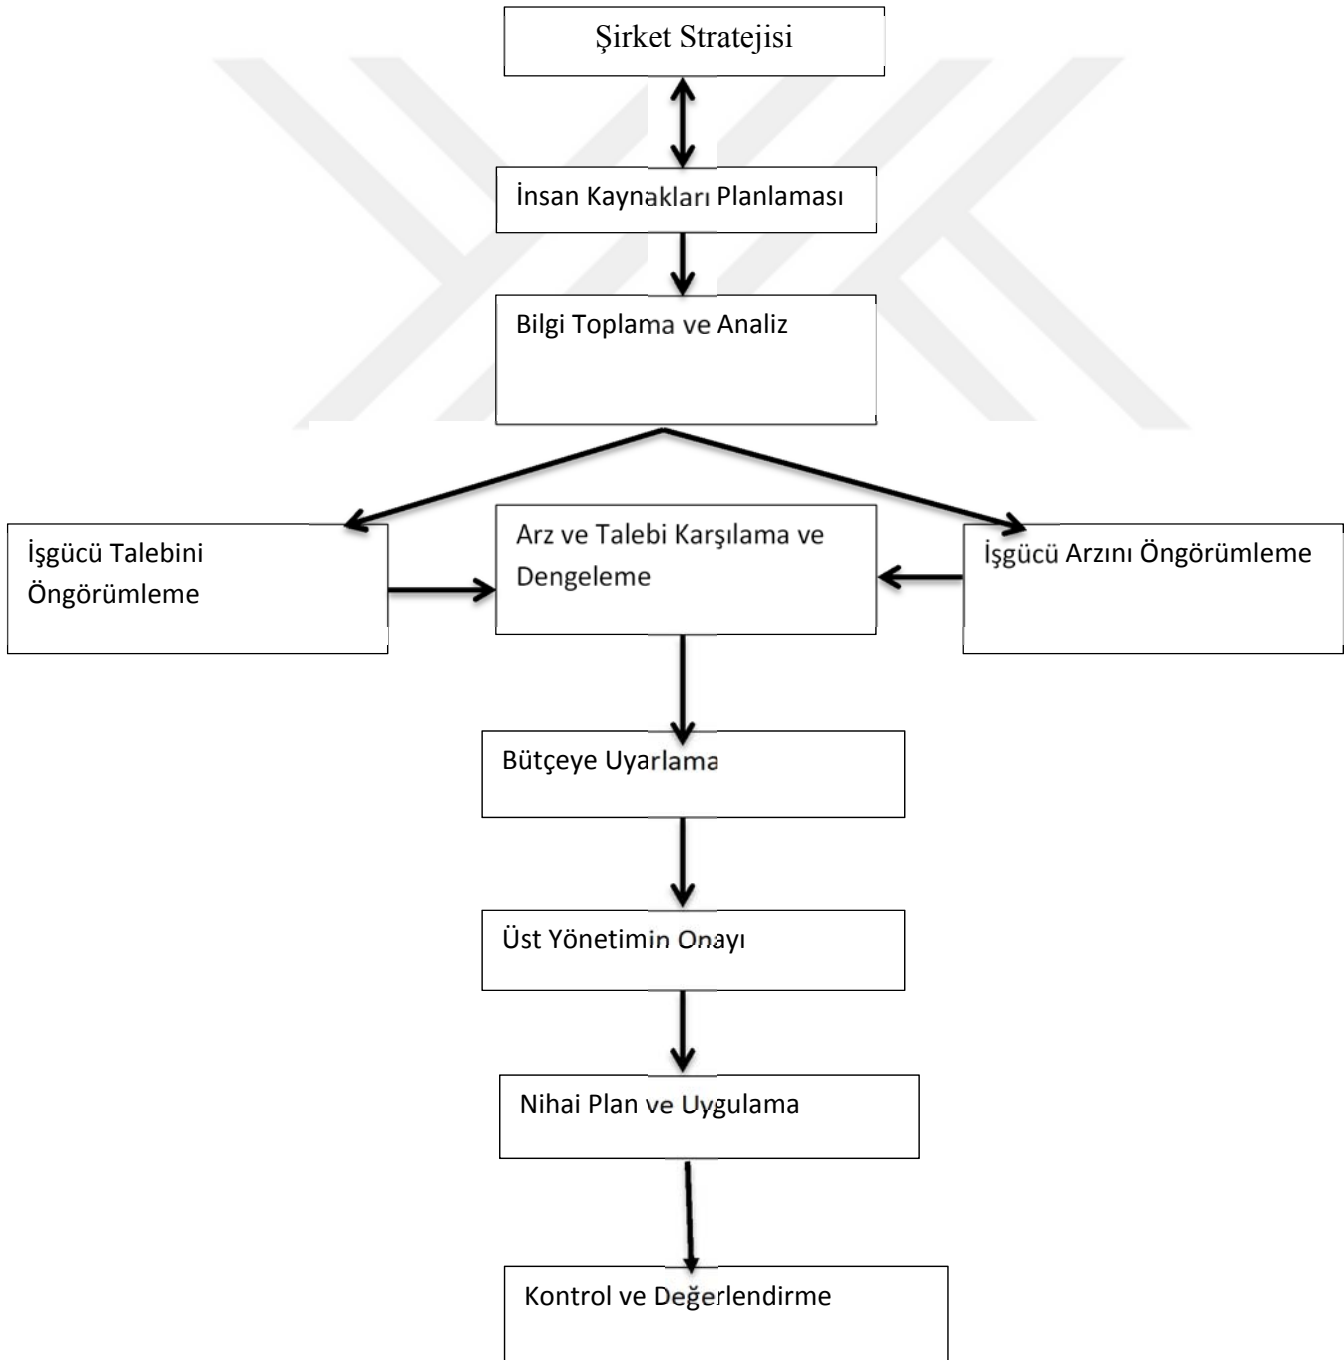 Şirket Stratejisi
İnsan Kaynakları Planlaması
Bilgi Toplama ve Analiz
İşgücü Talebini
Öngörümleme
Arz ve Talebi Karşılama ve
Dengeleme
İşgücü Arzını Öngörümleme
Bütçeye Uyarlama
Üst Yönetimin Onayı
Nihai Plan ve Uygulama
Kontrol ve Değerlendirme